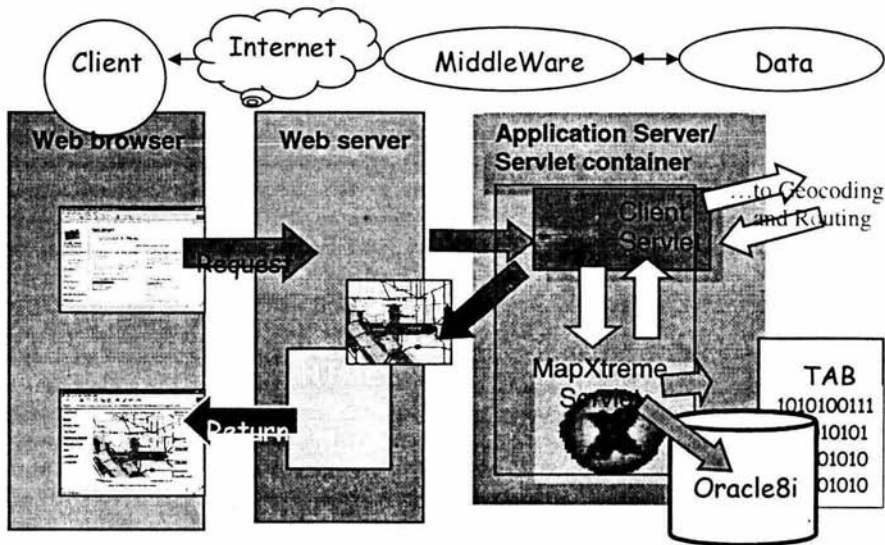 Client
Internet
MiddleWare
Data
Web browser
Web server
Application Server/
Servlet container
...to Geocoding
and Routing
Client
Servlet
Request
HTML
MapXtreme
Servlet
Return
TAB
1010100111
10101
01010
01010
Oracle8i